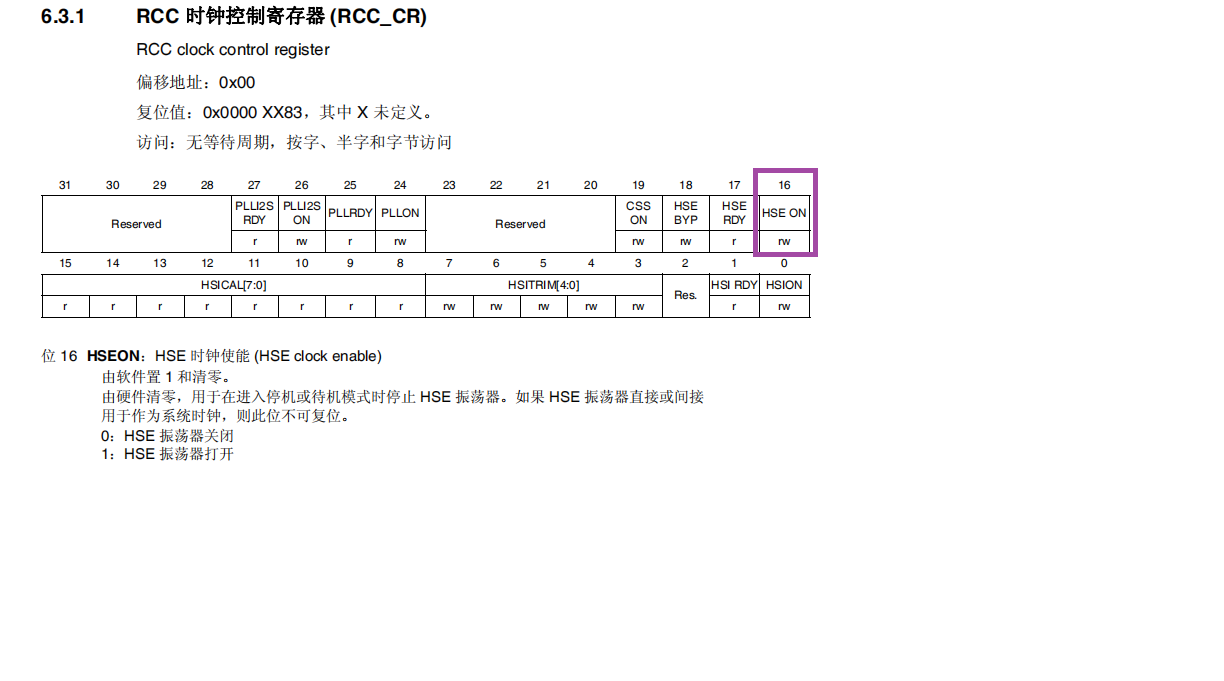 6.3.1 RCC 时钟控制寄存器 (RCC_CR)
RCC clock control register
偏移地址：0x00
复位值：0x0000 XX83，其中 X 未定义。
访问：无等待周期，按字、半字和字节访问
31 30 29 28 27 26 25 24 23 22 21 20 19 18 17 16
Reserved PLLI2S RDY PLLI2S ON PLLRDY PLLON Reserved CSS ON HSE BYP HSE RDY HSE ON
r rw r rw rw rw r rw
15 14 13 12 11 10 9 8 7 6 5 4 3 2 1 0
HSICAL[7:0] HSITRIM[4:0] Res. HSI RDY HSION
r r r r r r r r rw rw rw rw rw r rw
位 16 HSEON：HSE 时钟使能 (HSE clock enable)
由软件置 1 和清零。
由硬件清零，用于在进入停机或待机模式时停止 HSE 振荡器。如果 HSE 振荡器直接或间接
用于作为系统时钟，则此位不可复位。
0：HSE 振荡器关闭
1：HSE 振荡器打开